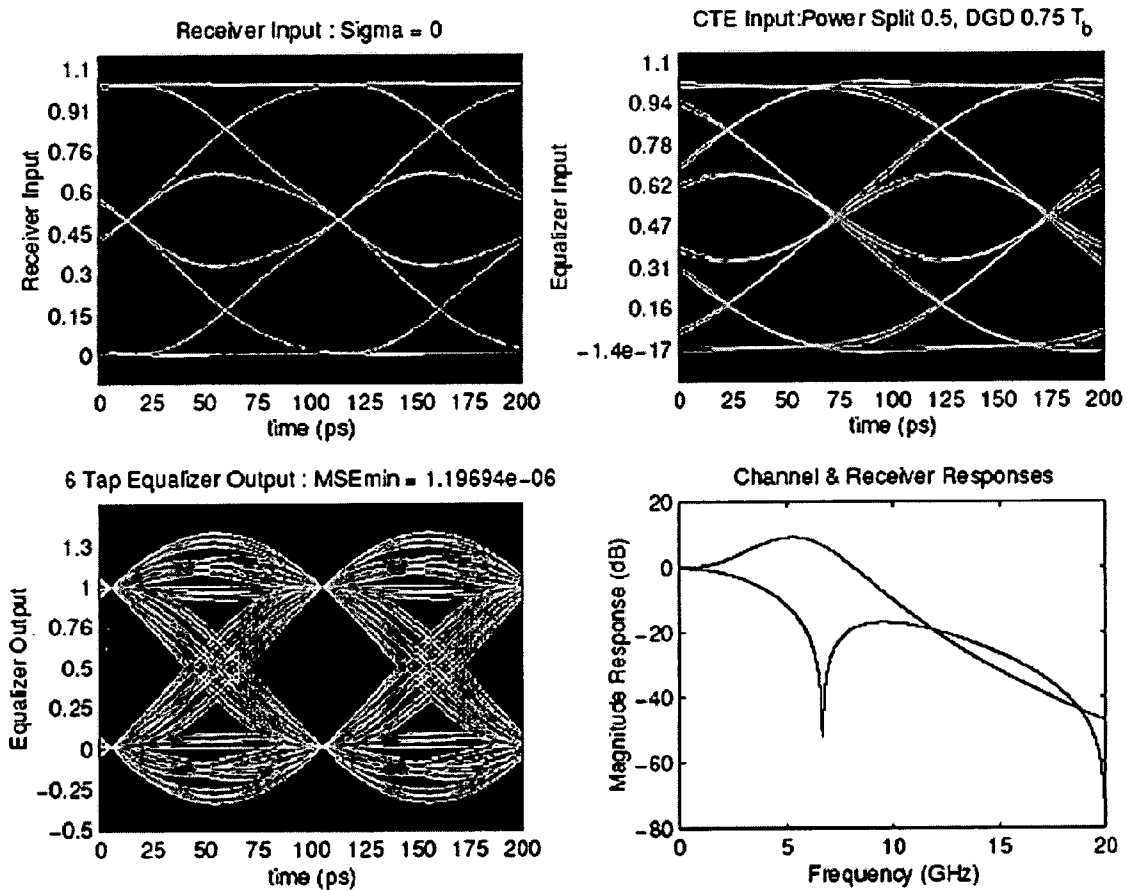 Receiver Input : Sigma = 0
1.1
0.91
0.76
0.6
0.45
0.3
0.15
0
Receiver Input
0 25 50 75 100 125 150 175 200
time (ps)
CTE Input:Power Split 0.5, DGD 0.75 Tb
1.1
0.94
0.78
0.62
0.47
0.31
0.16
−1.4e−17
Equalizer Input
0 25 50 75 100 125 150 175 200
time (ps)
6 Tap Equalizer Output : MSEmin = 1.19694e−06
1.3
1
0.76
0.5
0.25
0
−0.25
−0.5
Equalizer Output
0 25 50 75 100 125 150 175 200
time (ps)
Channel & Receiver Responses
20
0
−20
−40
−60
−80
Magnitude Response (dB)
0 5 10 15 20
Frequency (GHz)